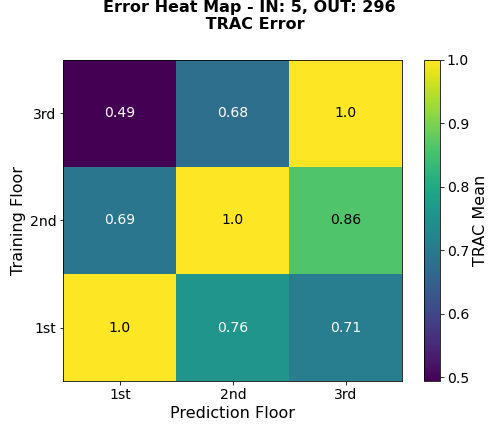 Error Heat Map - IN: 5, OUT: 296
TRAC Error
Training Floor
3rd 0.49 0.68 1.0
2nd 0.69 1.0 0.86
1st 1.0 0.76 0.71
1st 2nd 3rd
Prediction Floor
1.0
0.9
0.8
0.7
0.6
0.5
TRAC Mean